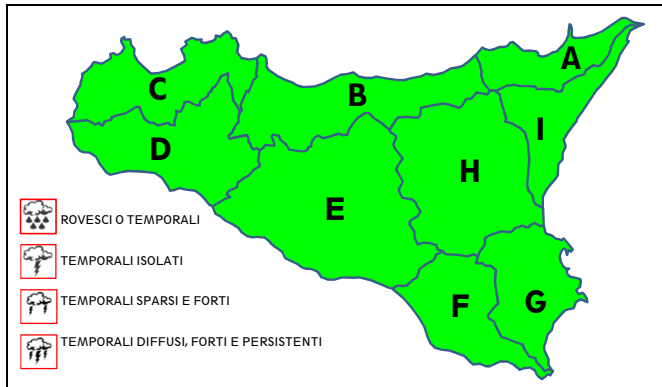 A
B
C
I
D
H
E
ROVESCI O TEMPORALI
TEMPORALI ISOLATI
TEMPORALI SPARSI E FORTI
F
G
TEMPORALI DIFFUSI, FORTI E PERSISTENTI